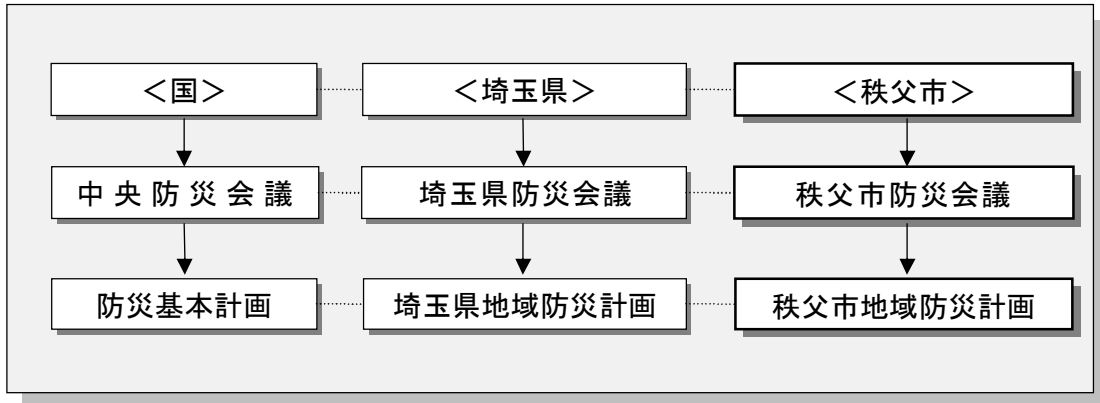 ＜国＞
＜埼玉県＞
＜秩父市＞
中央防災会議
埼玉県防災会議
秩父市防災会議
防災基本計画
埼玉県地域防災計画
秩父市地域防災計画